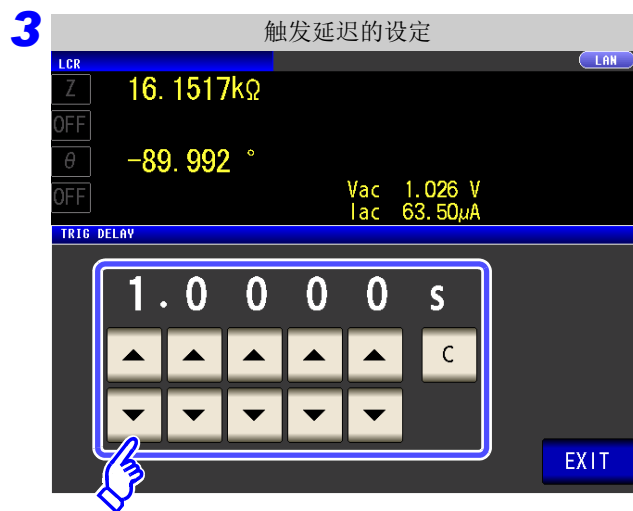 3
触发延迟的设定
LCR
LAN
Z 16.1517kΩ
OFF
θ -89.992 °
OFF
Vac 1.026 V
Iac 63.50μA
TRIG DELAY
1.0000 s
C
EXIT